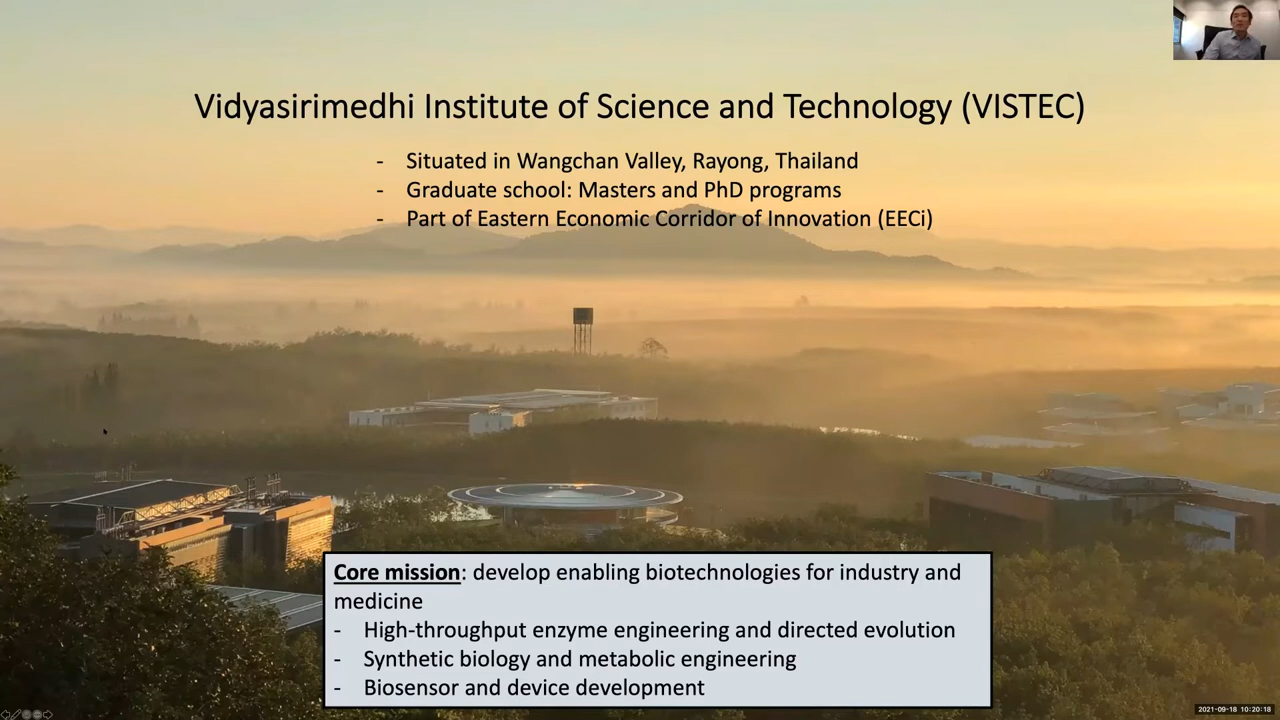 Vidyasirimedhi Institute of Science and Technology (VISTEC)
- Situated in Wangchan Valley, Rayong, Thailand
- Graduate school: Masters and PhD programs
- Part of Eastern Economic Corridor of Innovation (EECi)
Core mission: develop enabling biotechnologies for industry and
medicine
- High-throughput enzyme engineering and directed evolution
- Synthetic biology and metabolic engineering
- Biosensor and device development
2021-09-18 10:20:18